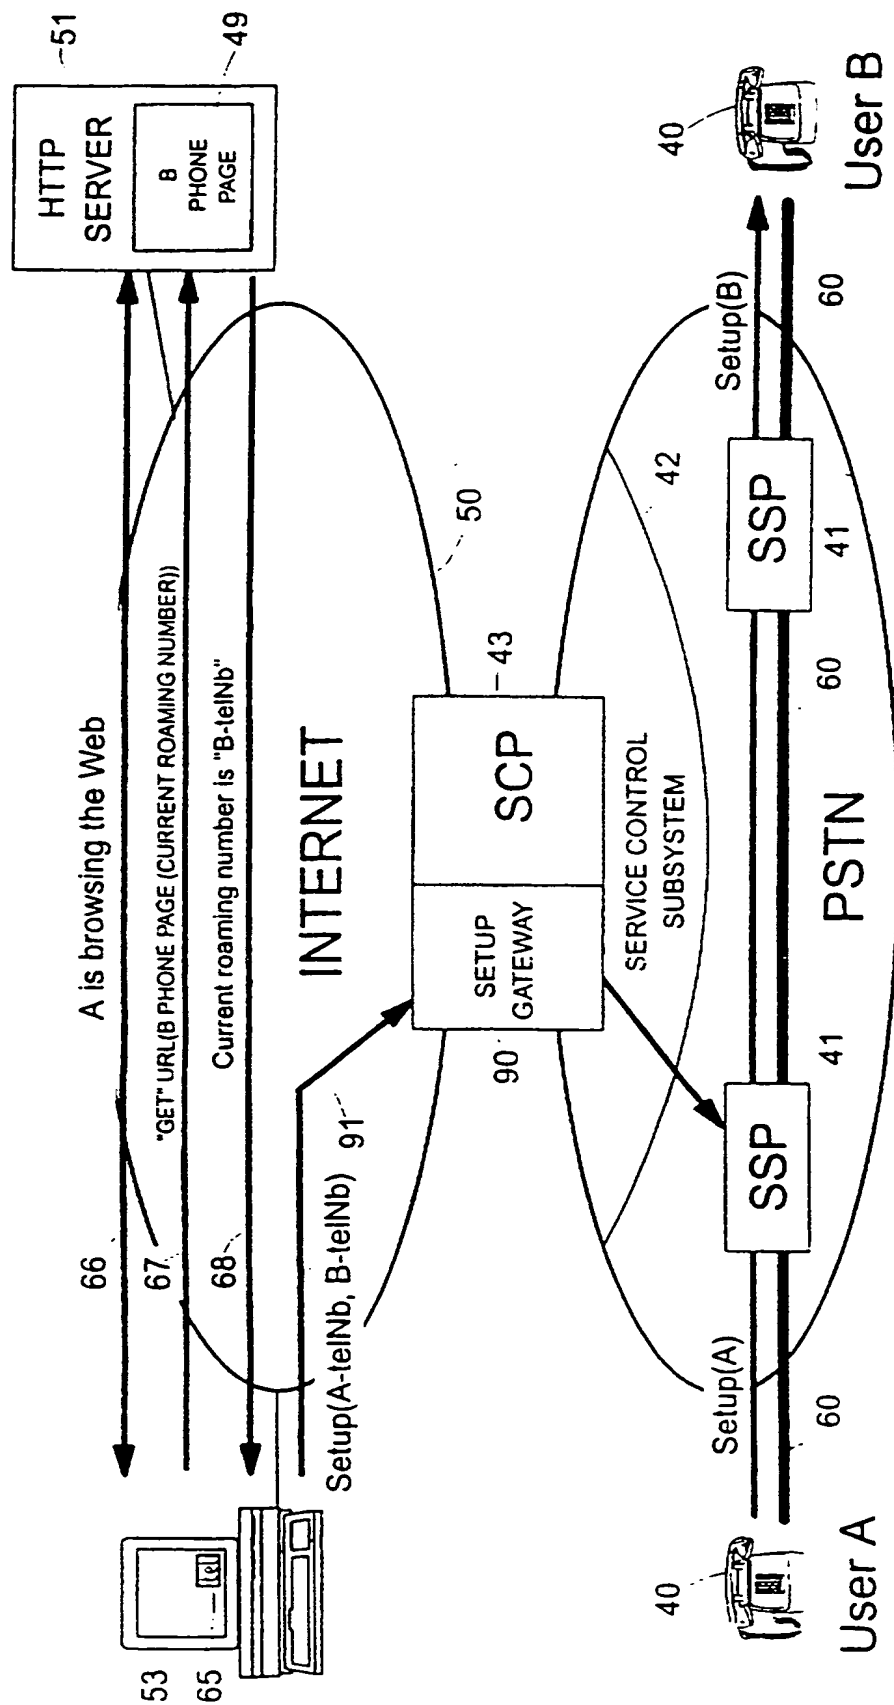 51
HTTP
SERVER
49
B
PHONE
PAGE
A is browsing the Web
66
"GET" URL(B PHONE PAGE (CURRENT ROAMING NUMBER))
67
Current roaming number is "B-telNb"
68
53
65
tel
INTERNET
50
Setup(A-telNb, B-telNb)
91
SETUP
GATEWAY
90
SCP
43
SERVICE CONTROL
SUBSYSTEM
42
40
Setup(A)
60
SSP
41
60
SSP
41
Setup(B)
60
40
PSTN
User A
User B